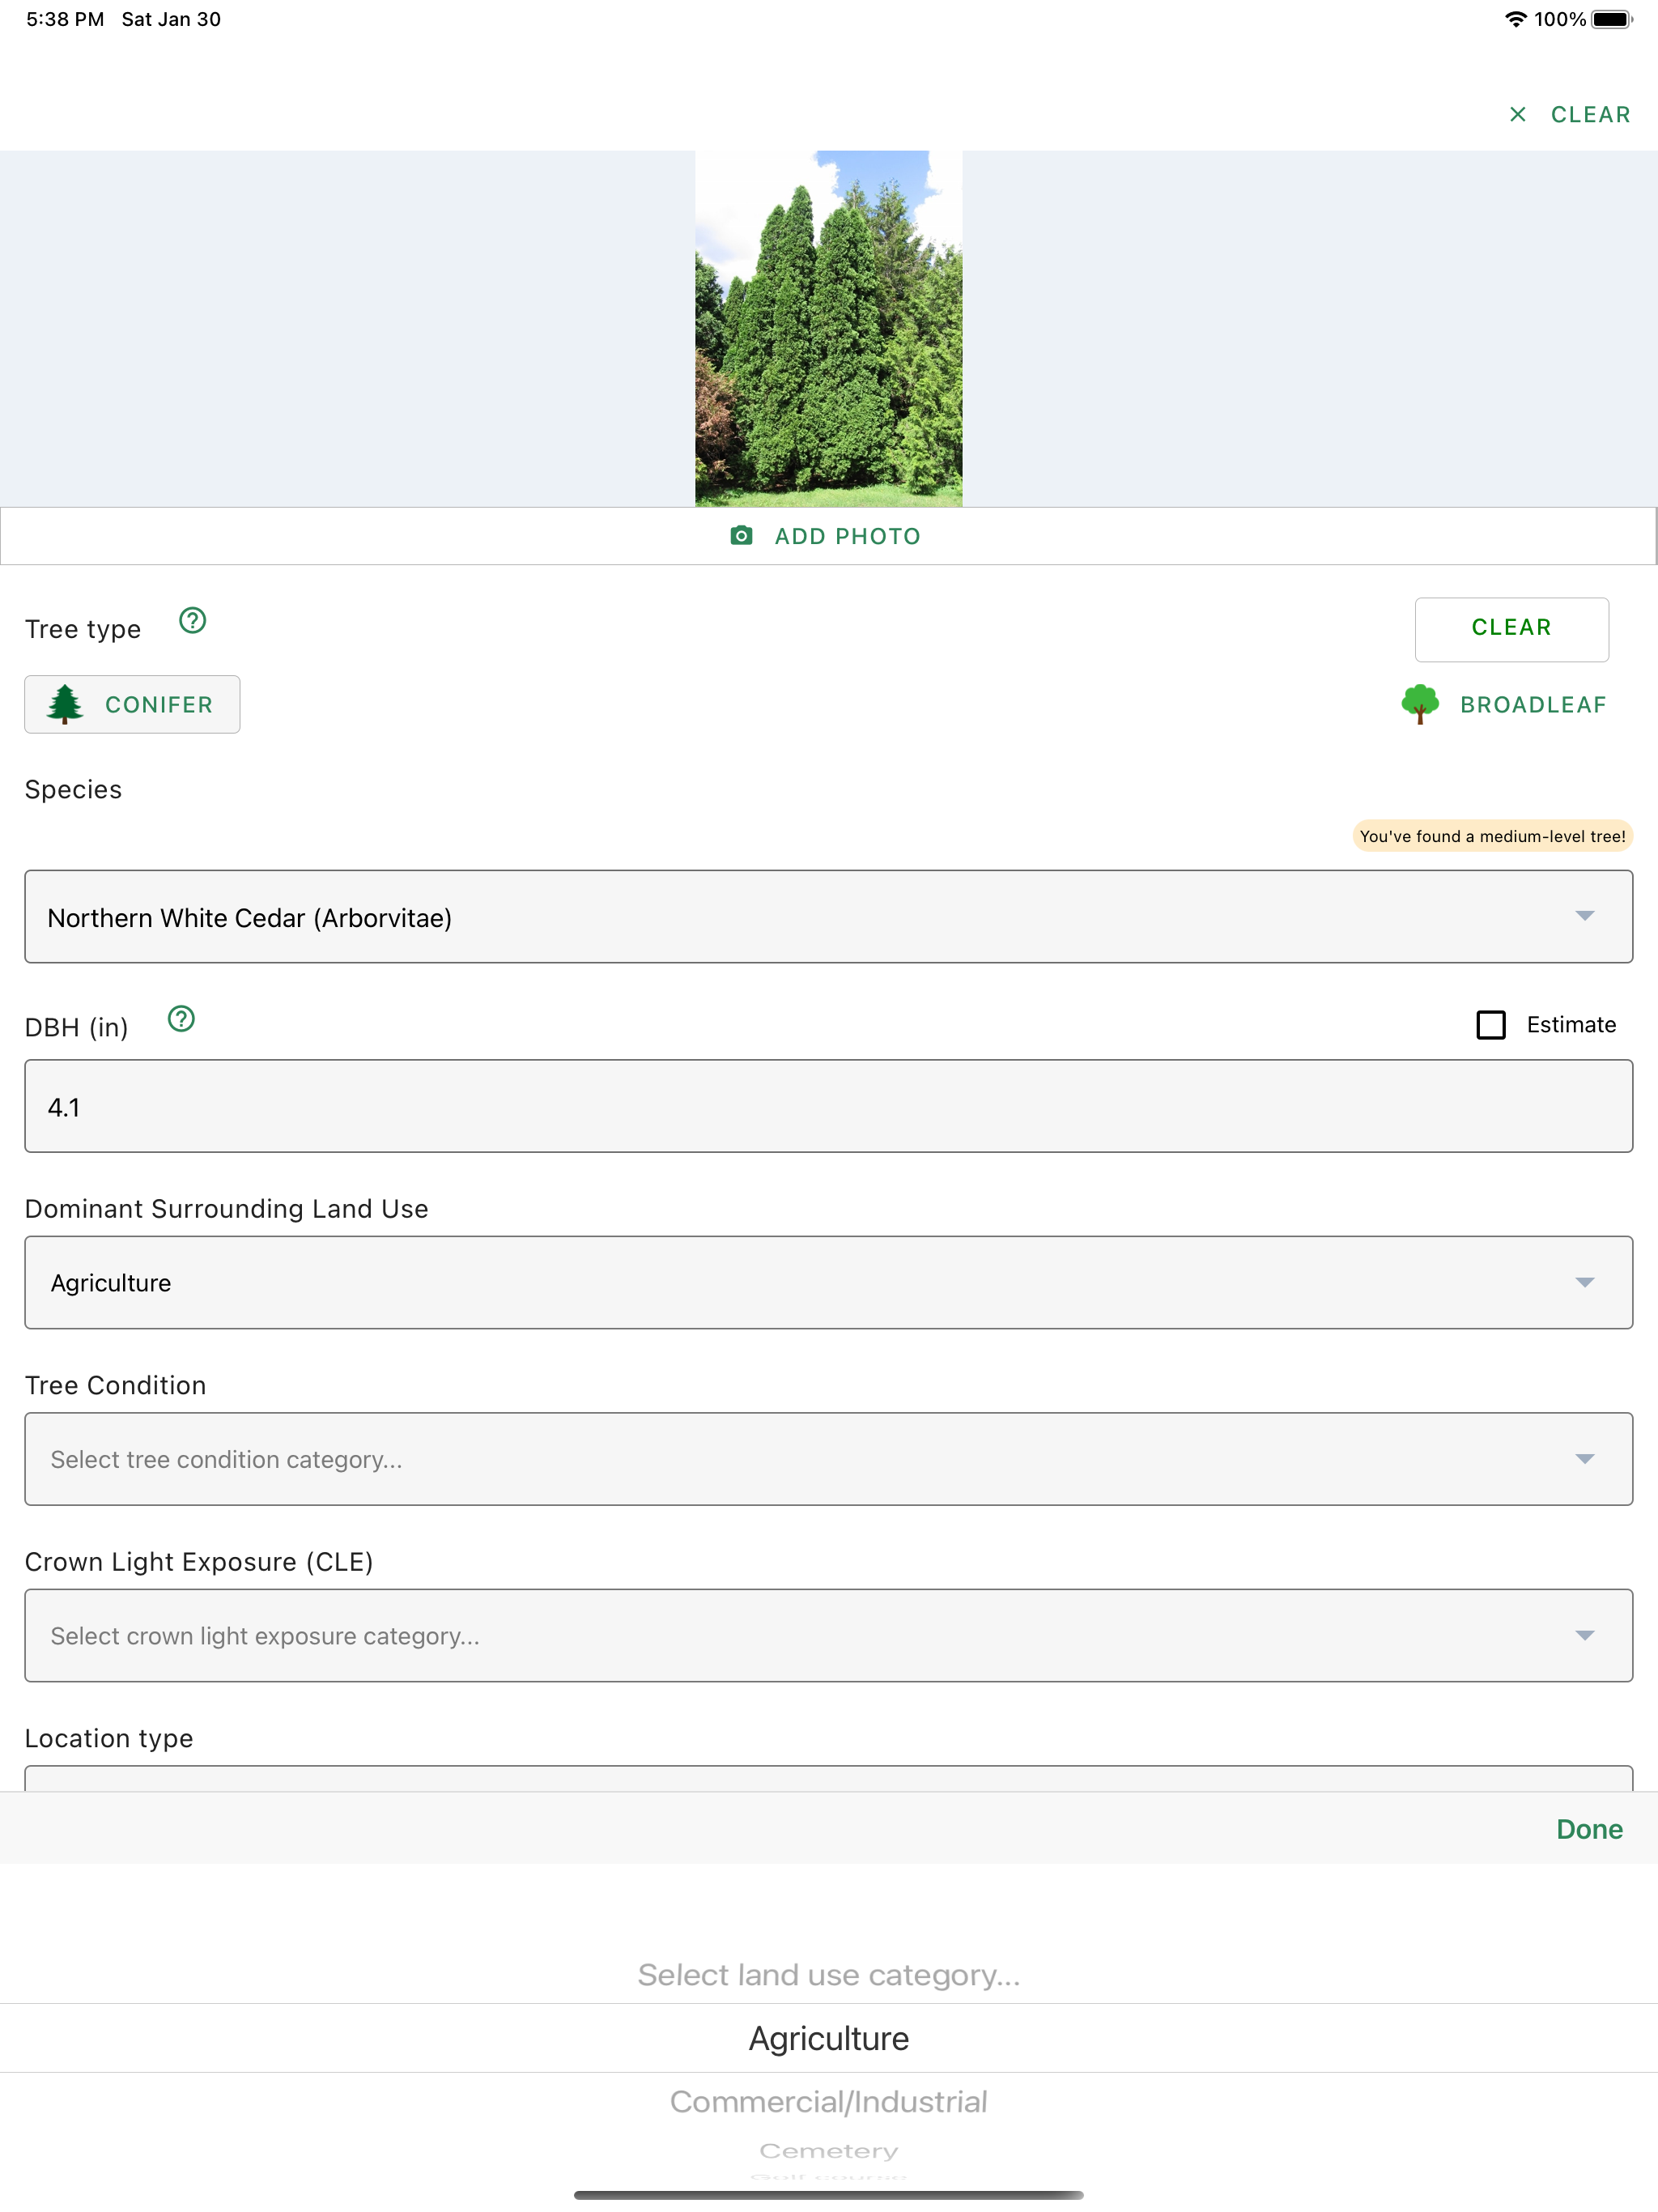 5:38 PM Sat Jan 30 100%
CLEAR
ADD PHOTO
Tree type
CLEAR
CONIFER BROADLEAF
Species
You've found a medium-level tree!
Northern White Cedar (Arborvitae)
DBH (in) Estimate
4.1
Dominant Surrounding Land Use
Agriculture
Tree Condition
Select tree condition category...
Crown Light Exposure (CLE)
Select crown light exposure category...
Location type
Done
Select land use category...
Agriculture
Commercial/Industrial
Cemetery
Golf course